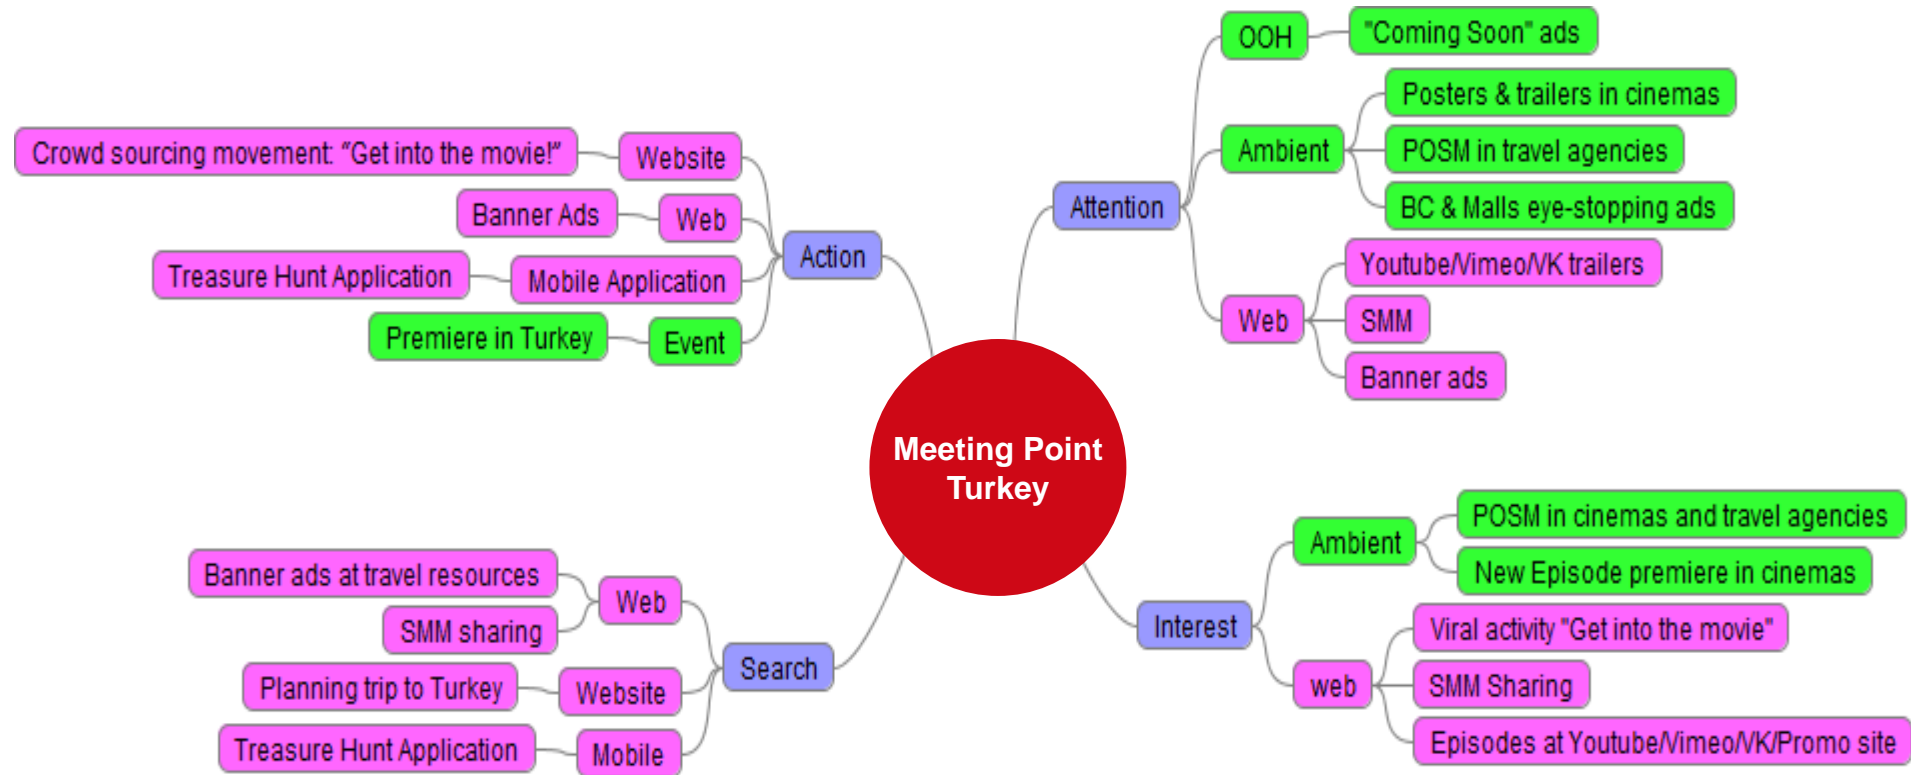 OOH
"Coming Soon" ads
Posters & trailers in cinemas
Ambient
POSM in travel agencies
BC & Malls eye-stopping ads
Attention
Youtube/Vimeo/VK trailers
Web
SMM
Banner ads
Crowd sourcing movement: “Get into the movie!”
Website
Banner Ads
Web
Action
Treasure Hunt Application
Mobile Application
Premiere in Turkey
Event
Meeting Point
Turkey
POSM in cinemas and travel agencies
Ambient
New Episode premiere in cinemas
Interest
Viral activity "Get into the movie"
web
SMM Sharing
Episodes at Youtube/Vimeo/VK/Promo site
Banner ads at travel resources
Web
SMM sharing
Search
Planning trip to Turkey
Website
Treasure Hunt Application
Mobile